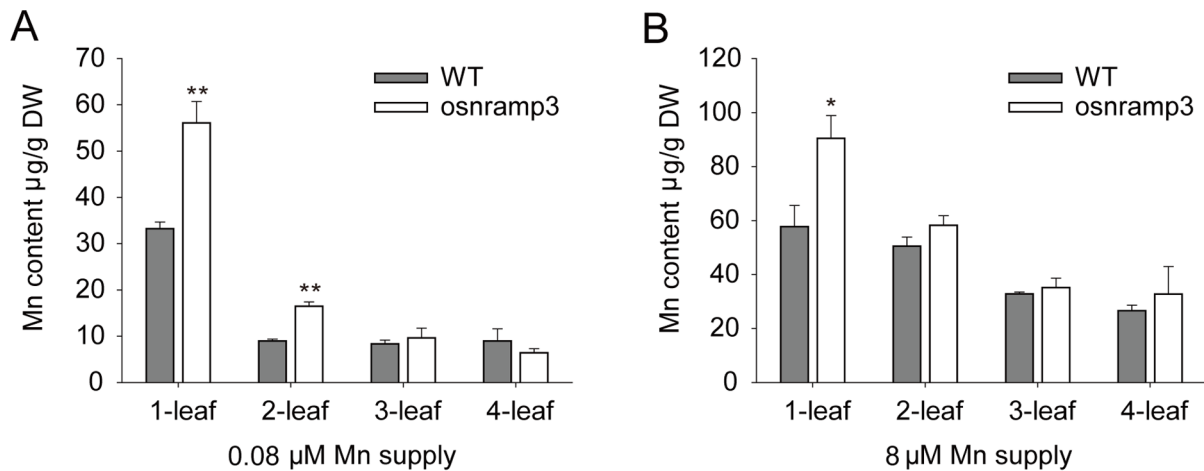 A
Mn content µg/g DW
70
60
50
40
30
20
10
0
WT
osnramp3
**
**
1-leaf 2-leaf 3-leaf 4-leaf
0.08 µM Mn supply
B
Mn content µg/g DW
120
100
80
60
40
20
0
WT
osnramp3
*
1-leaf 2-leaf 3-leaf 4-leaf
8 µM Mn supply